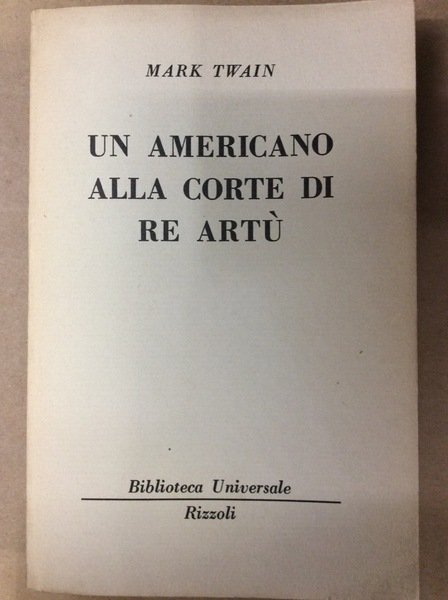 MARK TWAIN
UN AMERICANO
ALLA CORTE DI
RE ARTÙ
Biblioteca Universale
Rizzoli